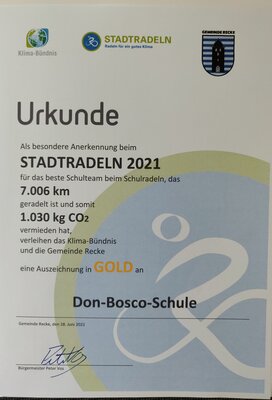 Klima-Bündnis
STADTRADELN
Radeln für ein gutes Klima
GEMEINDE RECKE
Urkunde
Als besondere Anerkennung beim
STADTRADELN 2021
für das beste Schulteam beim Schulradeln, das
7.006 km
geradelt ist und somit
1.030 kg CO2
vermieden hat,
verleihen das Klima-Bündnis
und die Gemeinde Recke
eine Auszeichnung in GOLD an
Don-Bosco-Schule
Gemeinde Recke, den 28. Juni 2021
Bürgermeister Peter Vos